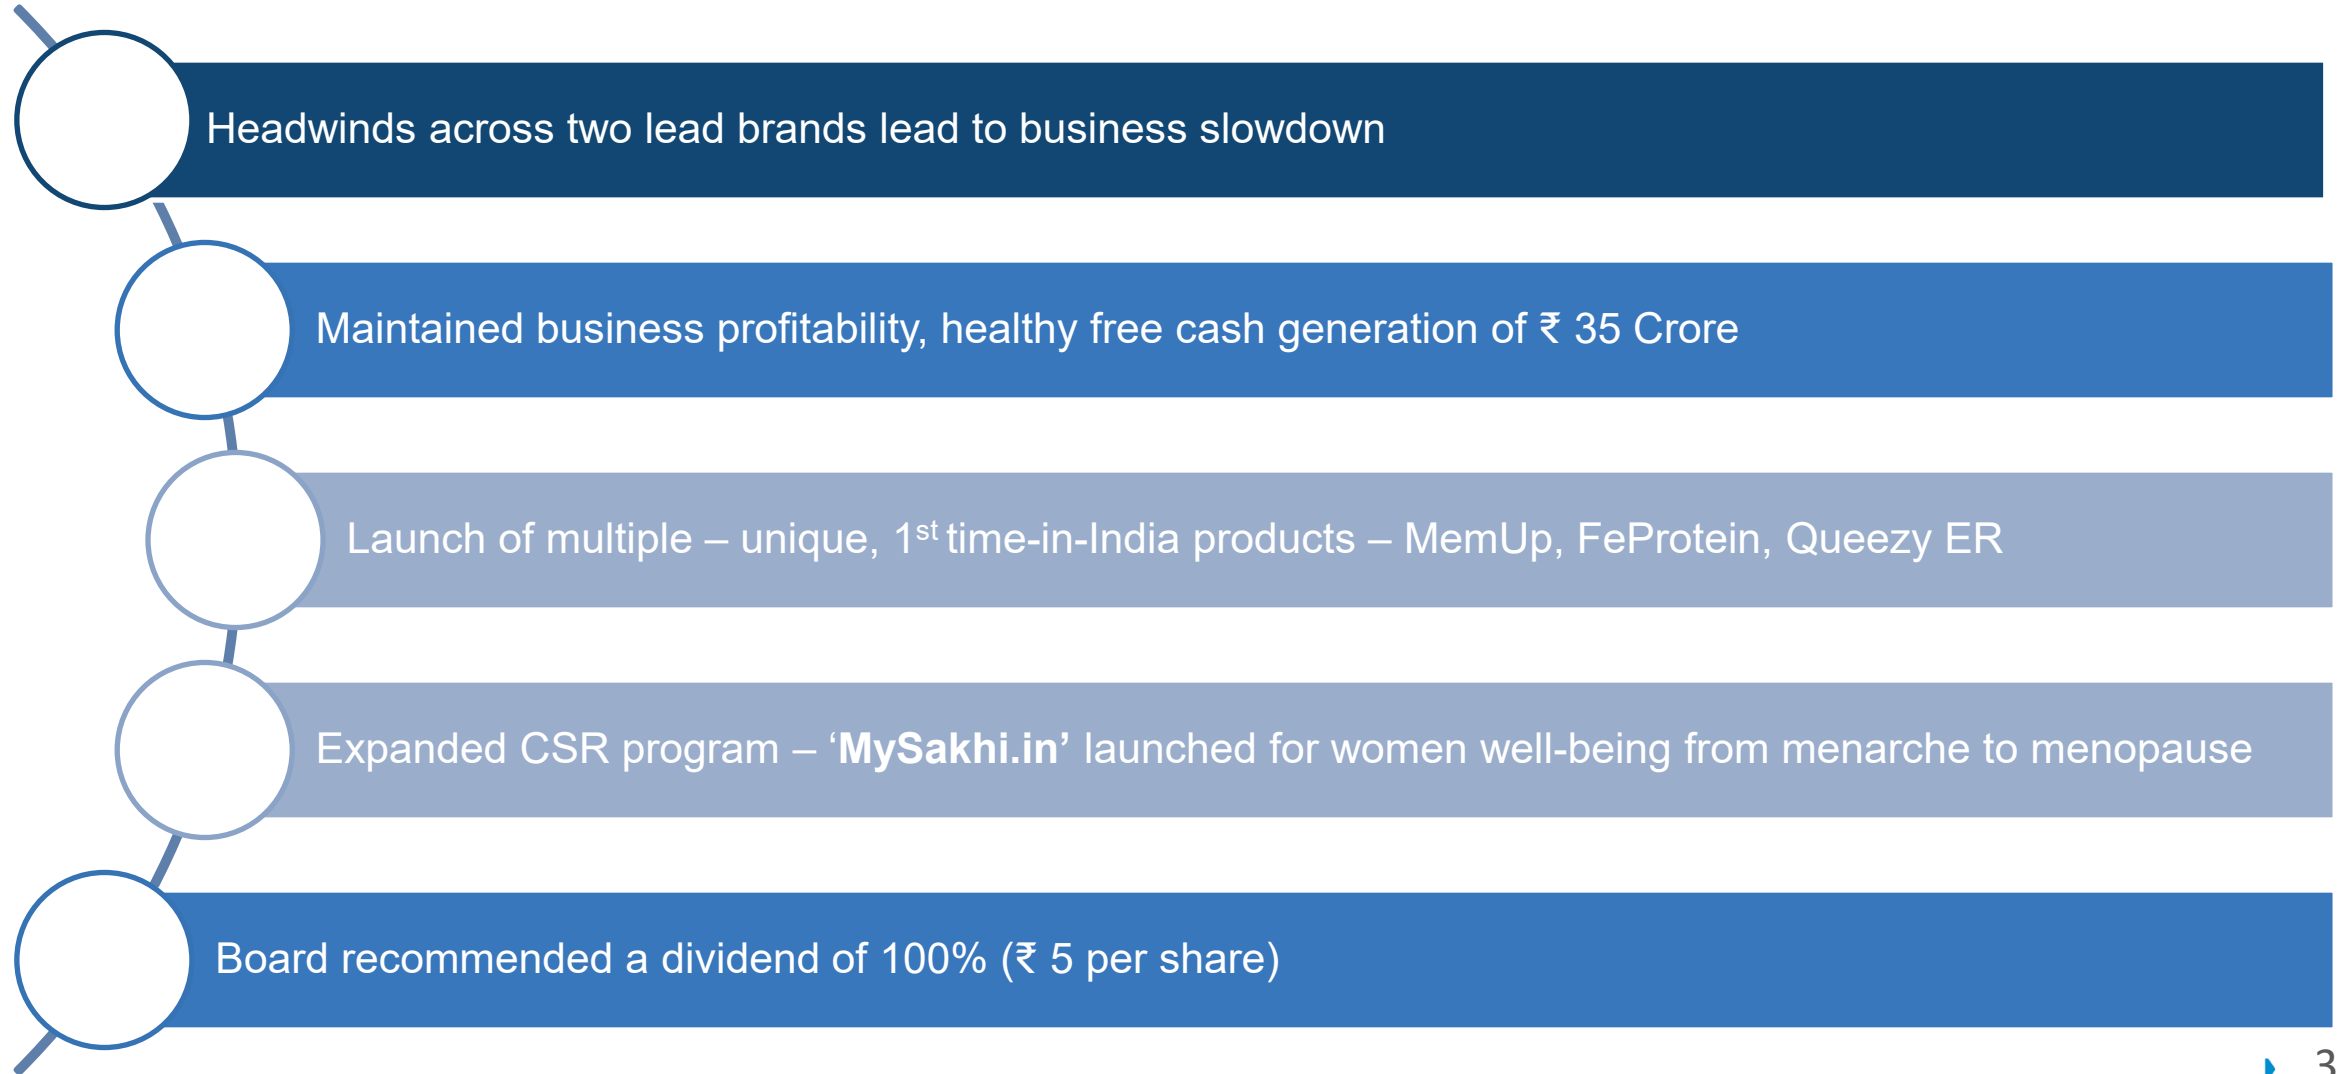 Headwinds across two lead brands lead to business slowdown
Maintained business profitability, healthy free cash generation of ₹ 35 Crore
Launch of multiple – unique, 1st time-in-India products – MemUp, FeProtein, Queezy ER
Expanded CSR program – ‘MySakhi.in’ launched for women well-being from menarche to menopause
Board recommended a dividend of 100% (₹ 5 per share)
3